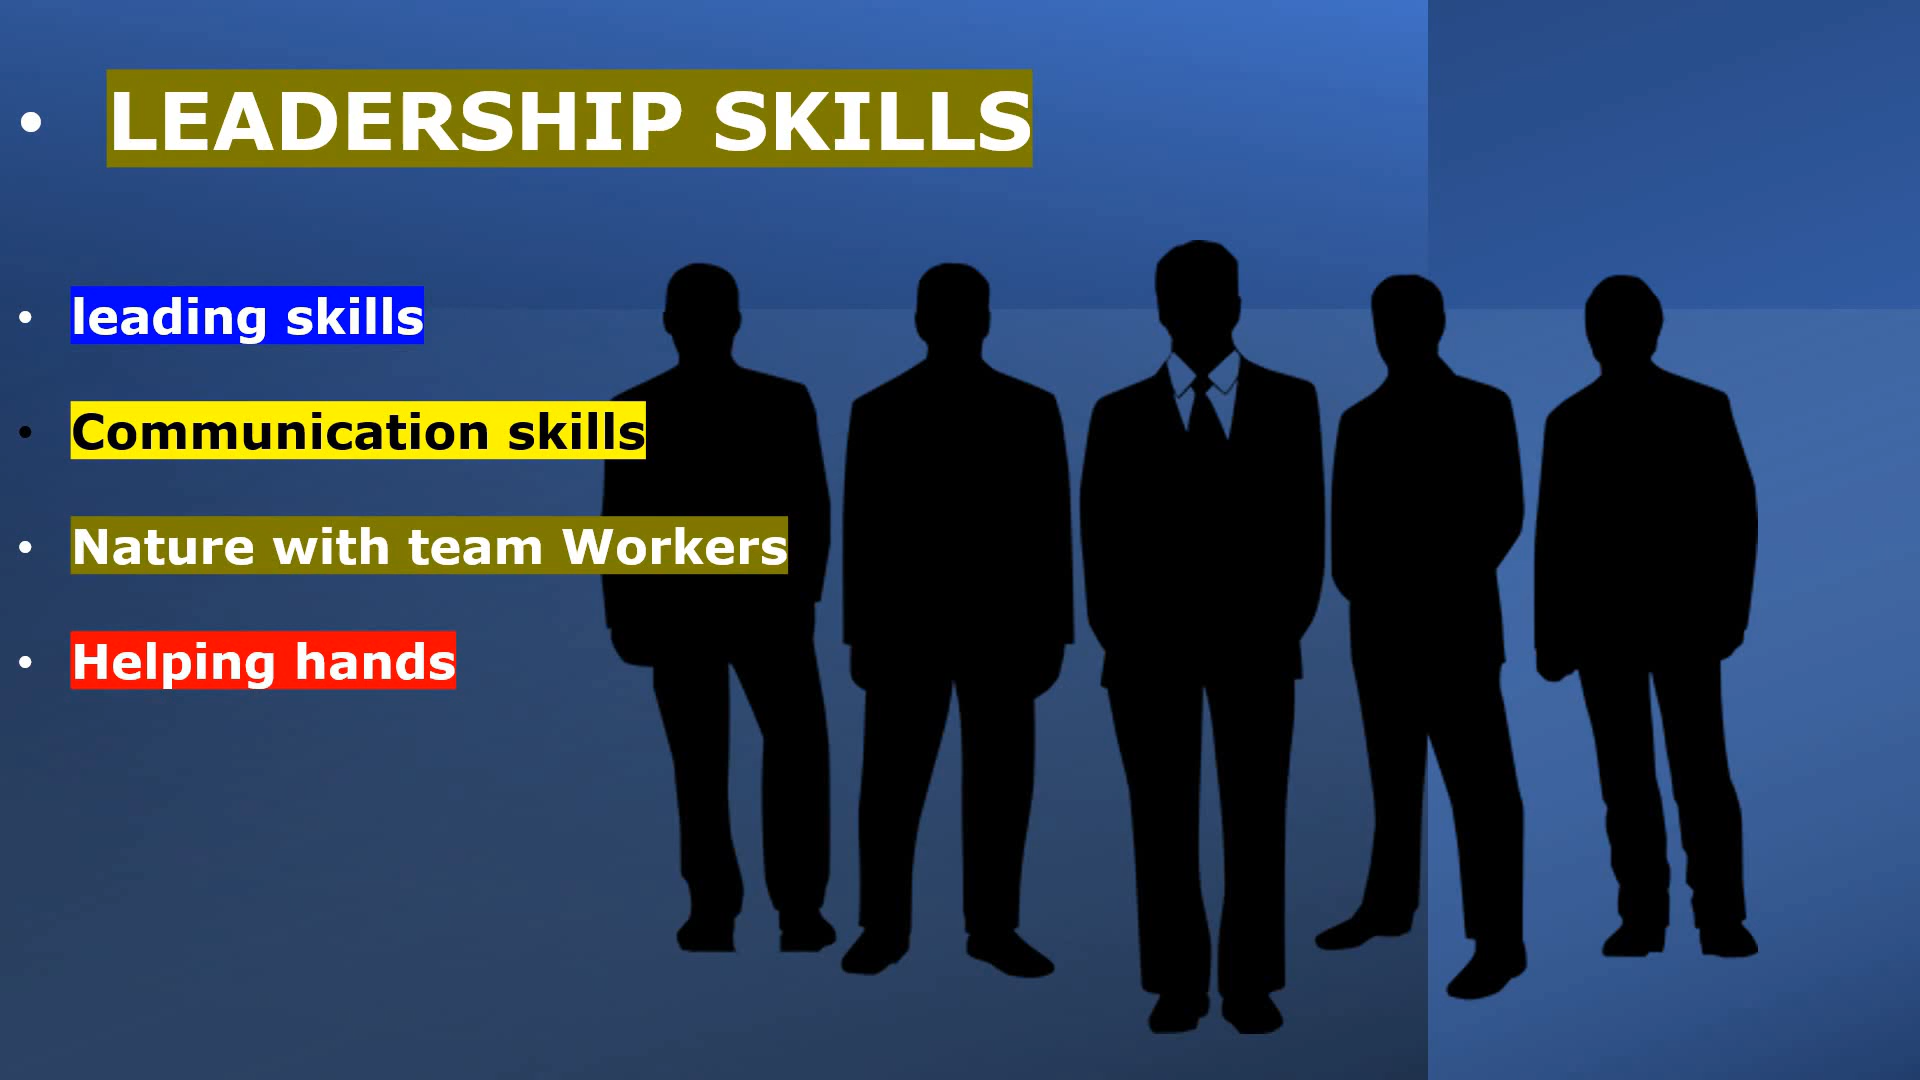 • LEADERSHIP SKILLS
• leading skills
• Communication skills
• Nature with team Workers
• Helping hands